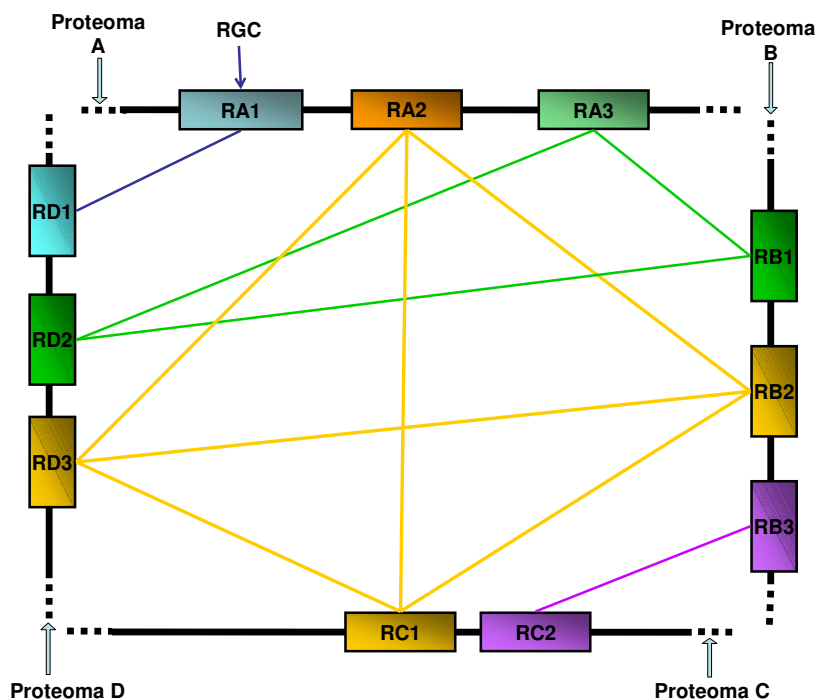 Proteoma
A
RGC
Proteoma
B
RA1
RA2
RA3
RD1
RB1
RD2
RB2
RD3
RB3
RC1
RC2
Proteoma D
Proteoma C